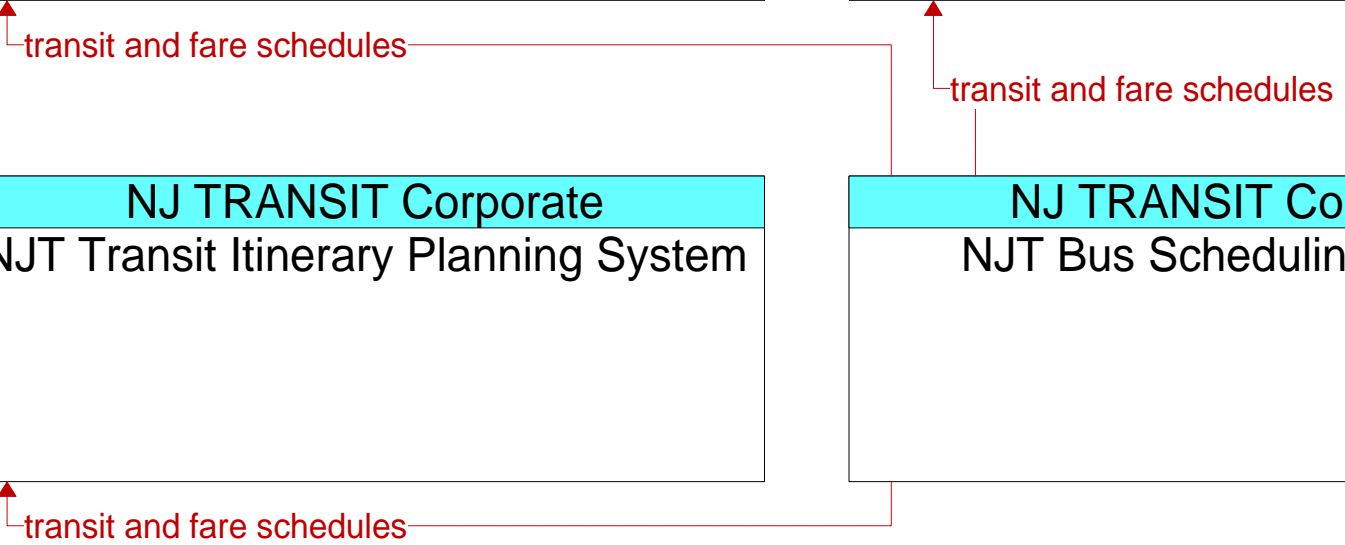 transit and fare schedules
transit and fare schedules
NJ TRANSIT Corporate
NJT Transit Itinerary Planning System
NJ TRANSIT Co
NJT Bus Schedulin
transit and fare schedules